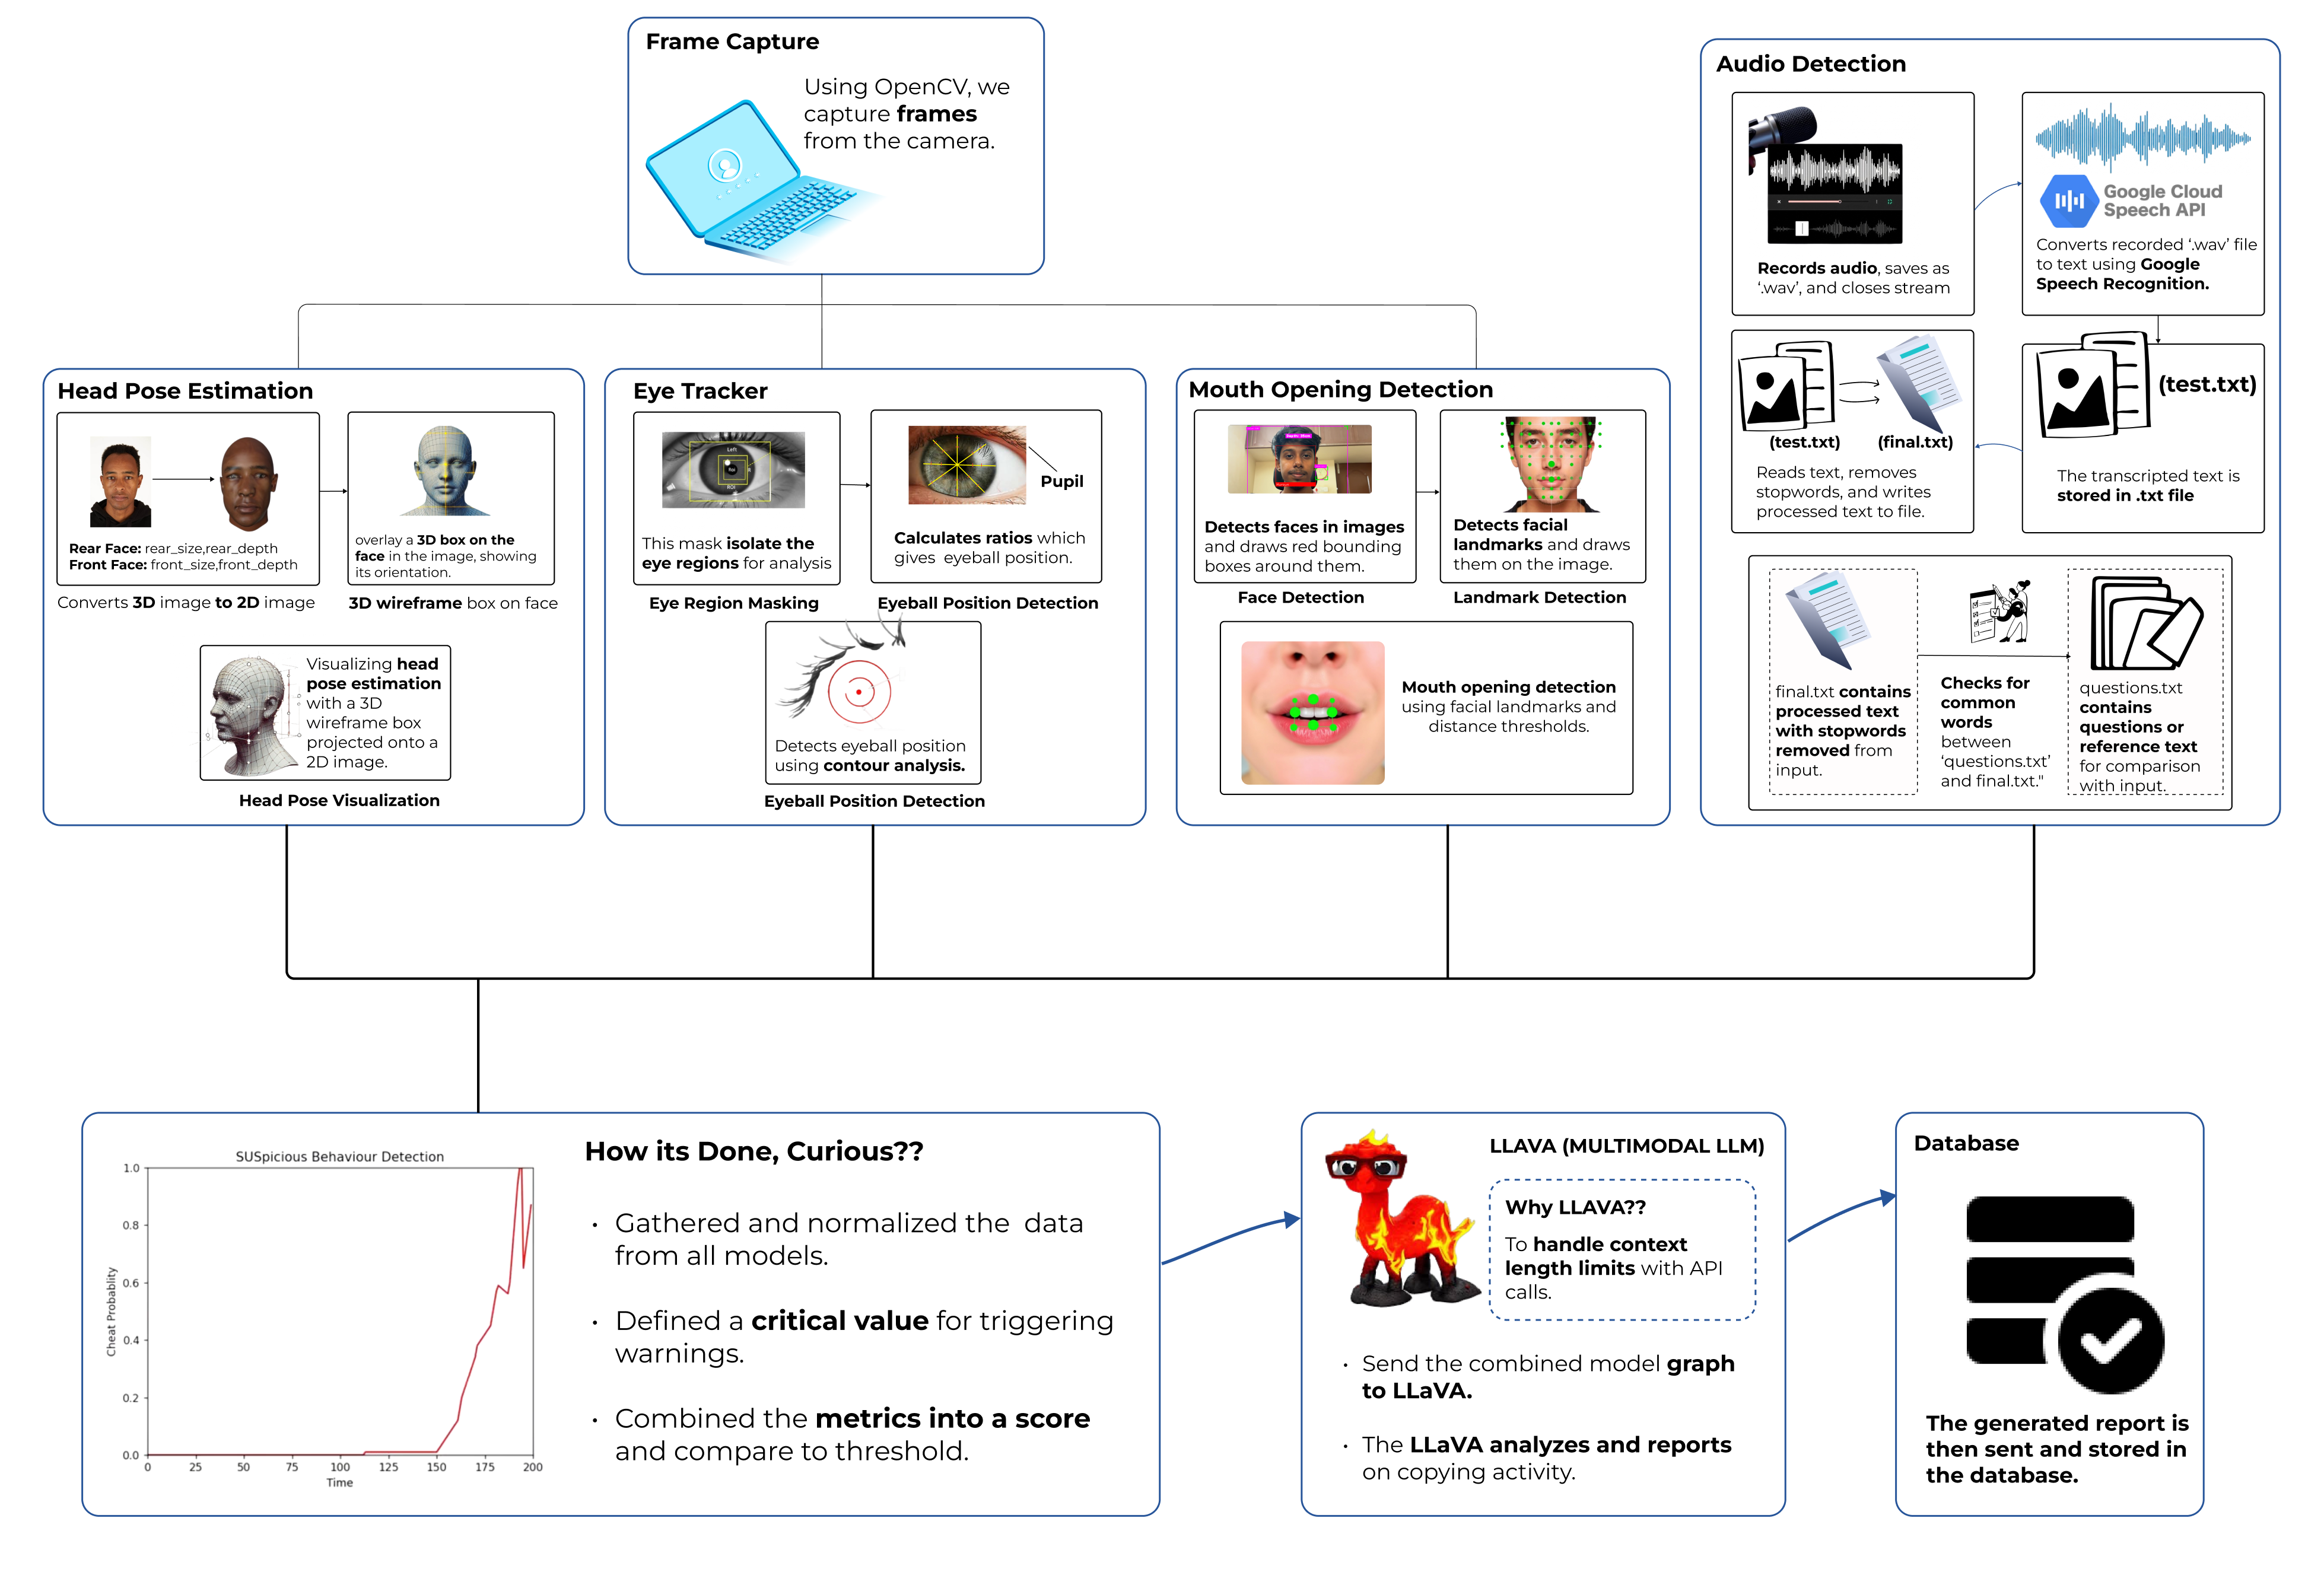 Frame Capture
Using OpenCV, we
capture frames
from the camera.
Audio Detection
Records audio, saves as
‘.wav’, and closes stream
Google Cloud
Speech API
Converts recorded ‘.wav’ file
to text using Google
Speech Recognition.
(test.txt)
(final.txt)
Reads text, removes
stopwords, and writes
processed text to file.
(test.txt)
The transcripted text is
stored in .txt file
final.txt contains
processed text
with stopwords
removed from
input.
Checks for
common
words
between
‘questions.txt’
and final.txt."
questions.txt
contains
questions or
reference text
for comparison
with input.
Head Pose Estimation
Rear Face: rear_size,rear_depth
Front Face: front_size,front_depth
Converts 3D image to 2D image
overlay a 3D box on the
face in the image, showing
its orientation.
3D wireframe box on face
Visualizing head
pose estimation
with a 3D
wireframe box
projected onto a
2D image.
Head Pose Visualization
Eye Tracker
Left
ROI
This mask isolate the
eye regions for analysis
Eye Region Masking
Pupil
Calculates ratios which
gives eyeball position.
Eyeball Position Detection
Detects eyeball position
using contour analysis.
Eyeball Position Detection
Mouth Opening Detection
Detects faces in images
and draws red bounding
boxes around them.
Face Detection
Detects facial
landmarks and draws
them on the image.
Landmark Detection
Mouth opening detection
using facial landmarks and
distance thresholds.
SUSpicious Behaviour Detection
Cheat Probablity
1.0
0.8
0.6
0.4
0.2
0.0
0 25 50 75 100 125 150 175 200
Time
How its Done, Curious??
• Gathered and normalized the data
from all models.
• Defined a critical value for triggering
warnings.
• Combined the metrics into a score
and compare to threshold.
LLAVA (MULTIMODAL LLM)
Why LLAVA??
To handle context
length limits with API
calls.
• Send the combined model graph
to LLaVA.
• The LLaVA analyzes and reports
on copying activity.
Database
The generated report is
then sent and stored in
the database.